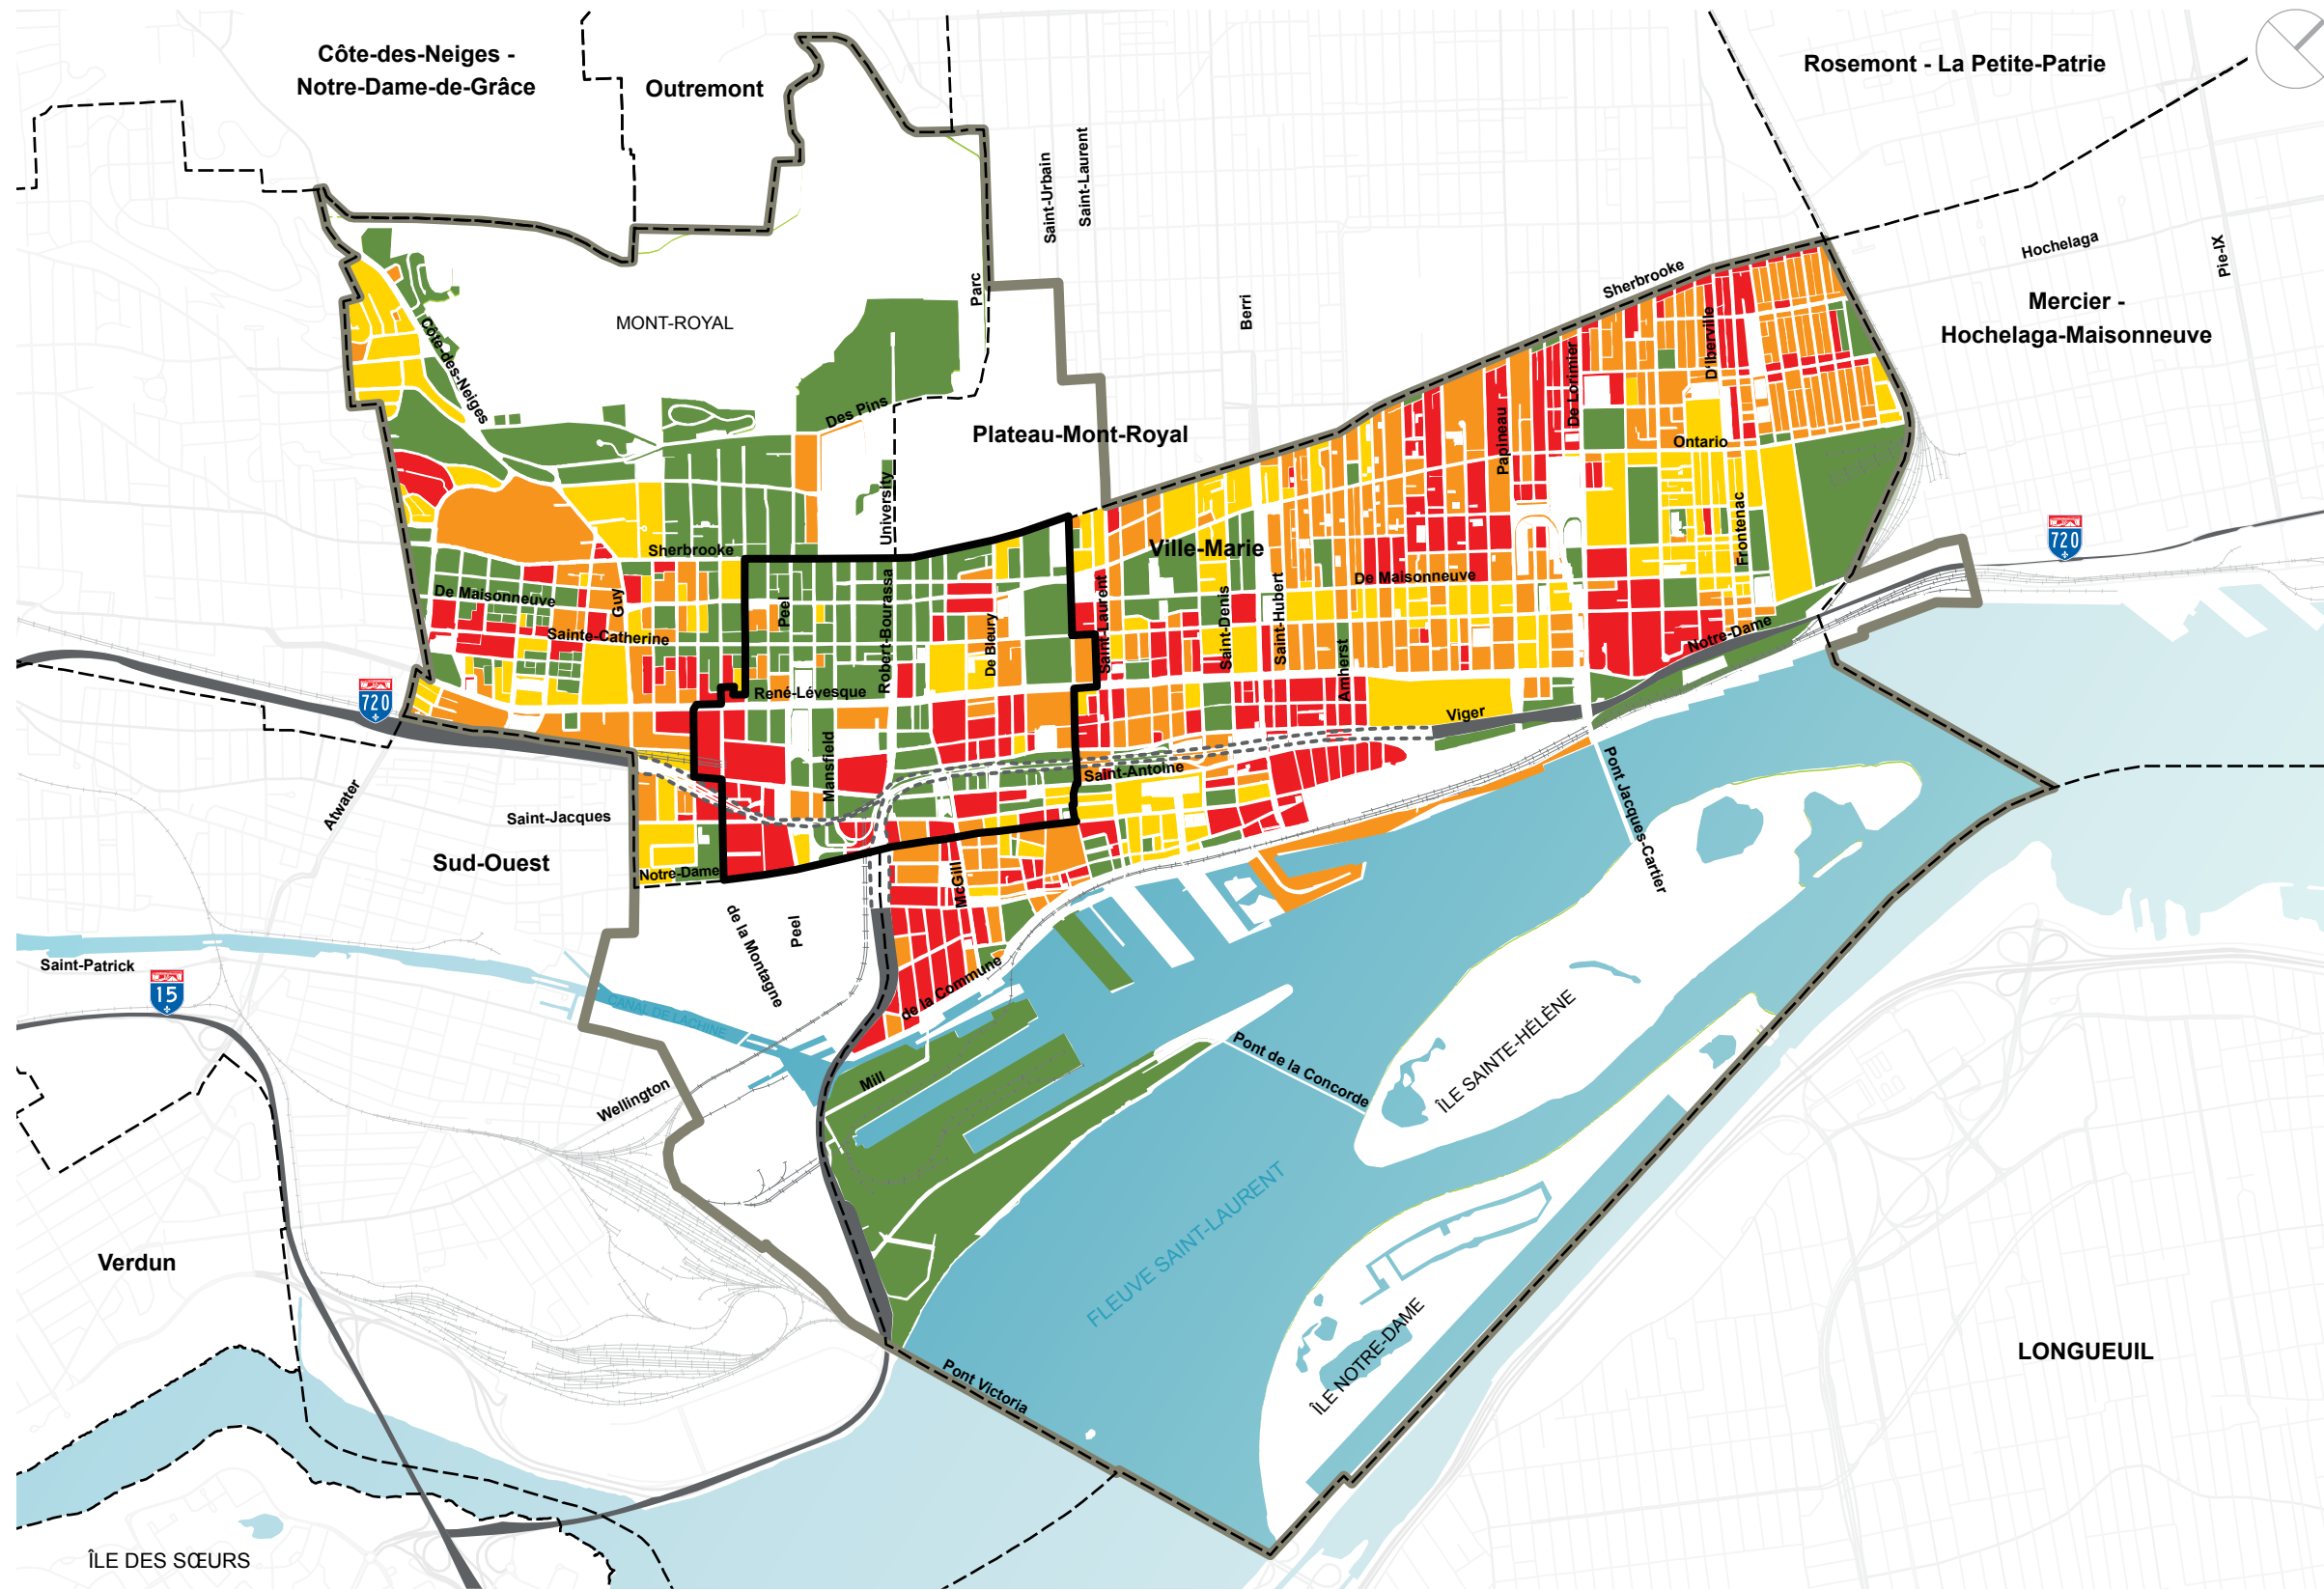 Côte-des-Neiges -
Notre-Dame-de-Grâce
Outremont
Rosemont - La Petite-Patrie
Saint-Urbain
Saint-Laurent
Hochelaga
Pie-IX
Sherbrooke
Parc
Berri
Mercier -
Hochelaga-Maisonneuve
MONT-ROYAL
Côte-des-Neiges
D'Iberville
De Lorimier
Des Pins
Plateau-Mont-Royal
Papineau
Ontario
University
Frontenac
Sherbrooke
Ville-Marie
720
De Maisonneuve
Guy
Peel
Robert-Bourassa
De Bleury
Saint-Laurent
Saint-Denis
Saint-Hubert
De Maisonneuve
Sainte-Catherine
Amherst
Notre-Dame
720
René-Lévesque
Viger
Mansfield
Saint-Antoine
Pont Jacques-Cartier
Atwater
Saint-Jacques
Sud-Ouest
Notre-Dame
McGill
de la Montagne
Peel
Saint-Patrick
15
CANAL DE LACHINE
de la Commune
Mill
Wellington
Pont de la Concorde
ÎLE SAINTE-HÉLÈNE
FLEUVE SAINT-LAURENT
Verdun
ÎLE NOTRE-DAME
LONGUEUIL
Pont Victoria
ÎLE DES SŒURS